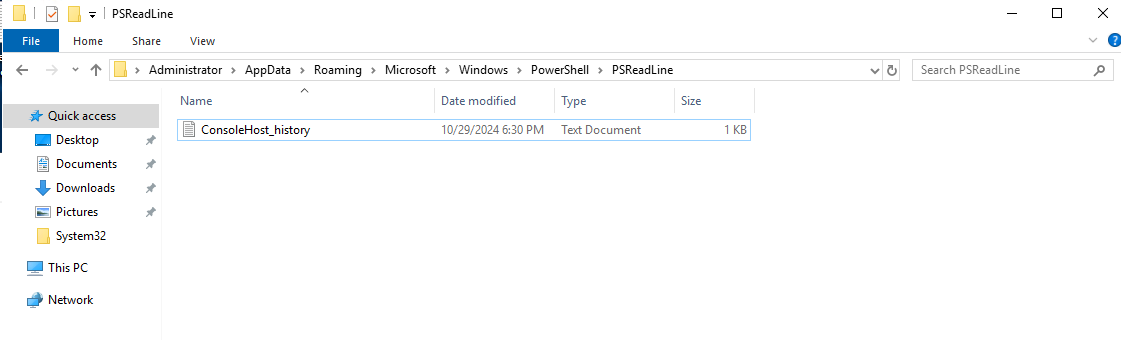 PSReadLine
File Home Share View
Administrator AppData Roaming Microsoft Windows PowerShell PSReadLine Search PSReadLine
Name Date modified Type Size
Quick access
ConsoleHost_history 10/29/2024 6:30 PM Text Document 1 KB
Desktop
Documents
Downloads
Pictures
System32
This PC
Network